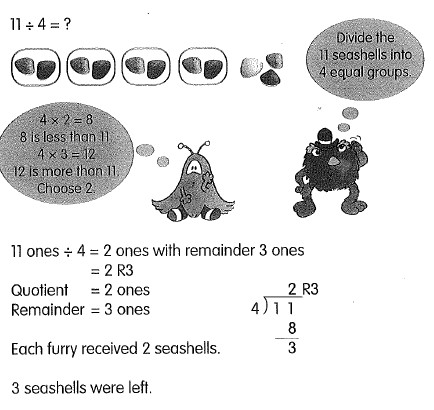 11 ÷ 4 = ?
Divide the
11 seashells into
4 equal groups.
4 × 2 = 8
8 is less than 11.
4 × 3 = 12
12 is more than 11.
Choose 2.
11 ones ÷ 4 = 2 ones with remainder 3 ones
= 2 R3
Quotient = 2 ones
Remainder = 3 ones
2 R3
4 ) 1 1
8
3
Each furry received 2 seashells.
3 seashells were left.